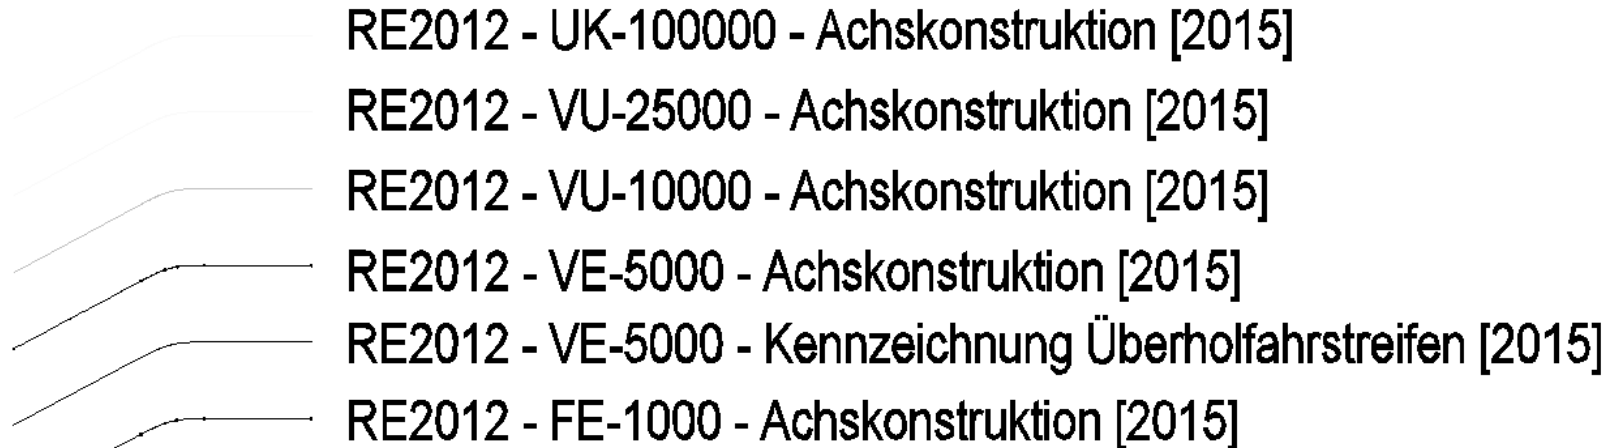 RE2012 - UK-100000 - Achskonstruktion [2015]
RE2012 - VU-25000 - Achskonstruktion [2015]
RE2012 - VU-10000 - Achskonstruktion [2015]
RE2012 - VE-5000 - Achskonstruktion [2015]
RE2012 - VE-5000 - Kennzeichnung Überholfahrstreifen [2015]
RE2012 - FE-1000 - Achskonstruktion [2015]